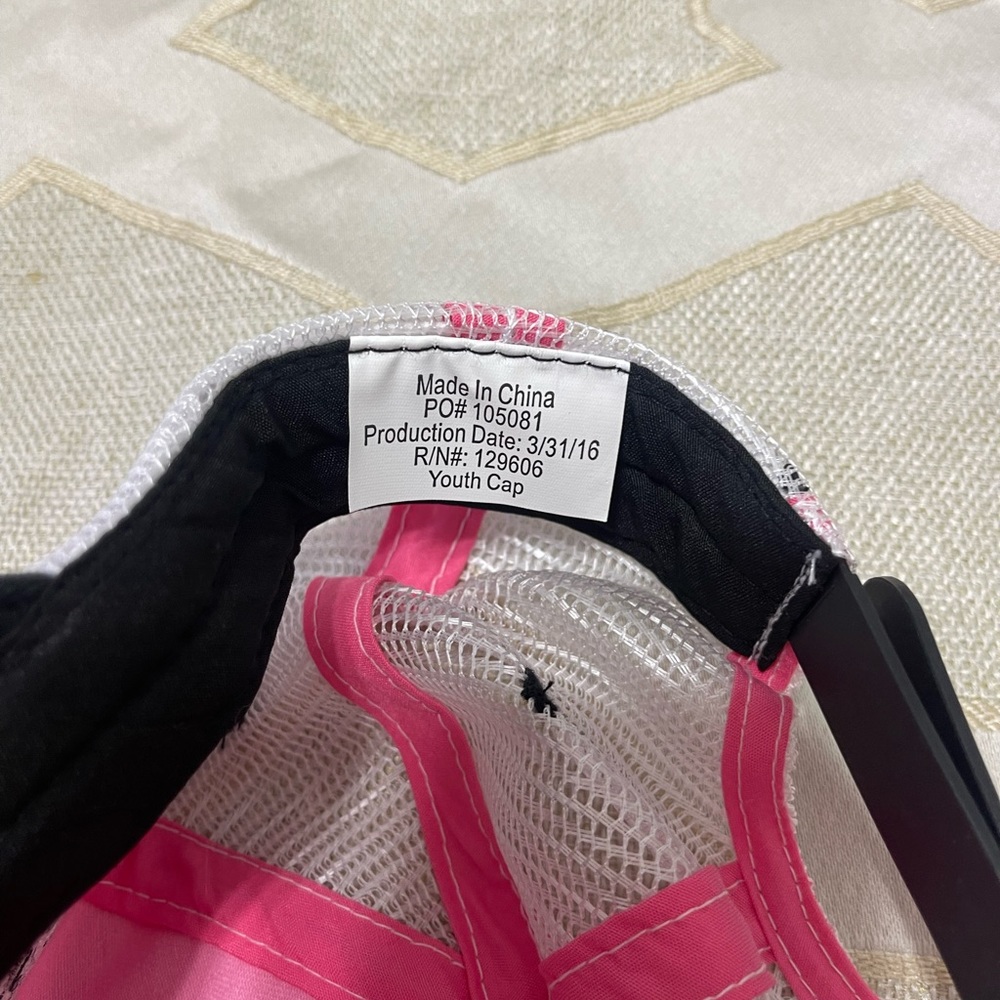 Made In China
PO# 105081
Production Date: 3/31/16
R/N#: 129606
Youth Cap